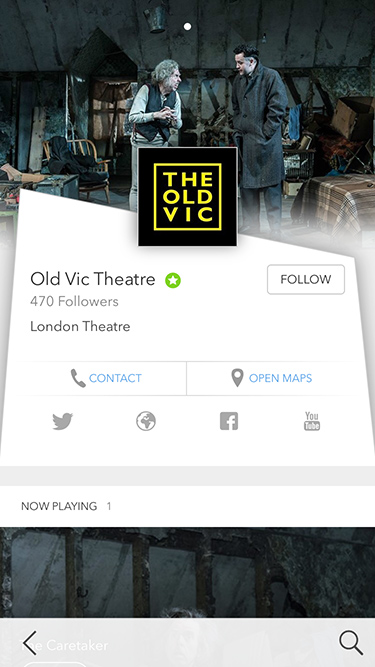 THE
OLD
VIC
Old Vic Theatre
FOLLOW
470 Followers
London Theatre
CONTACT
OPEN MAPS
You
Tube
NOW PLAYING 1
The Caretaker